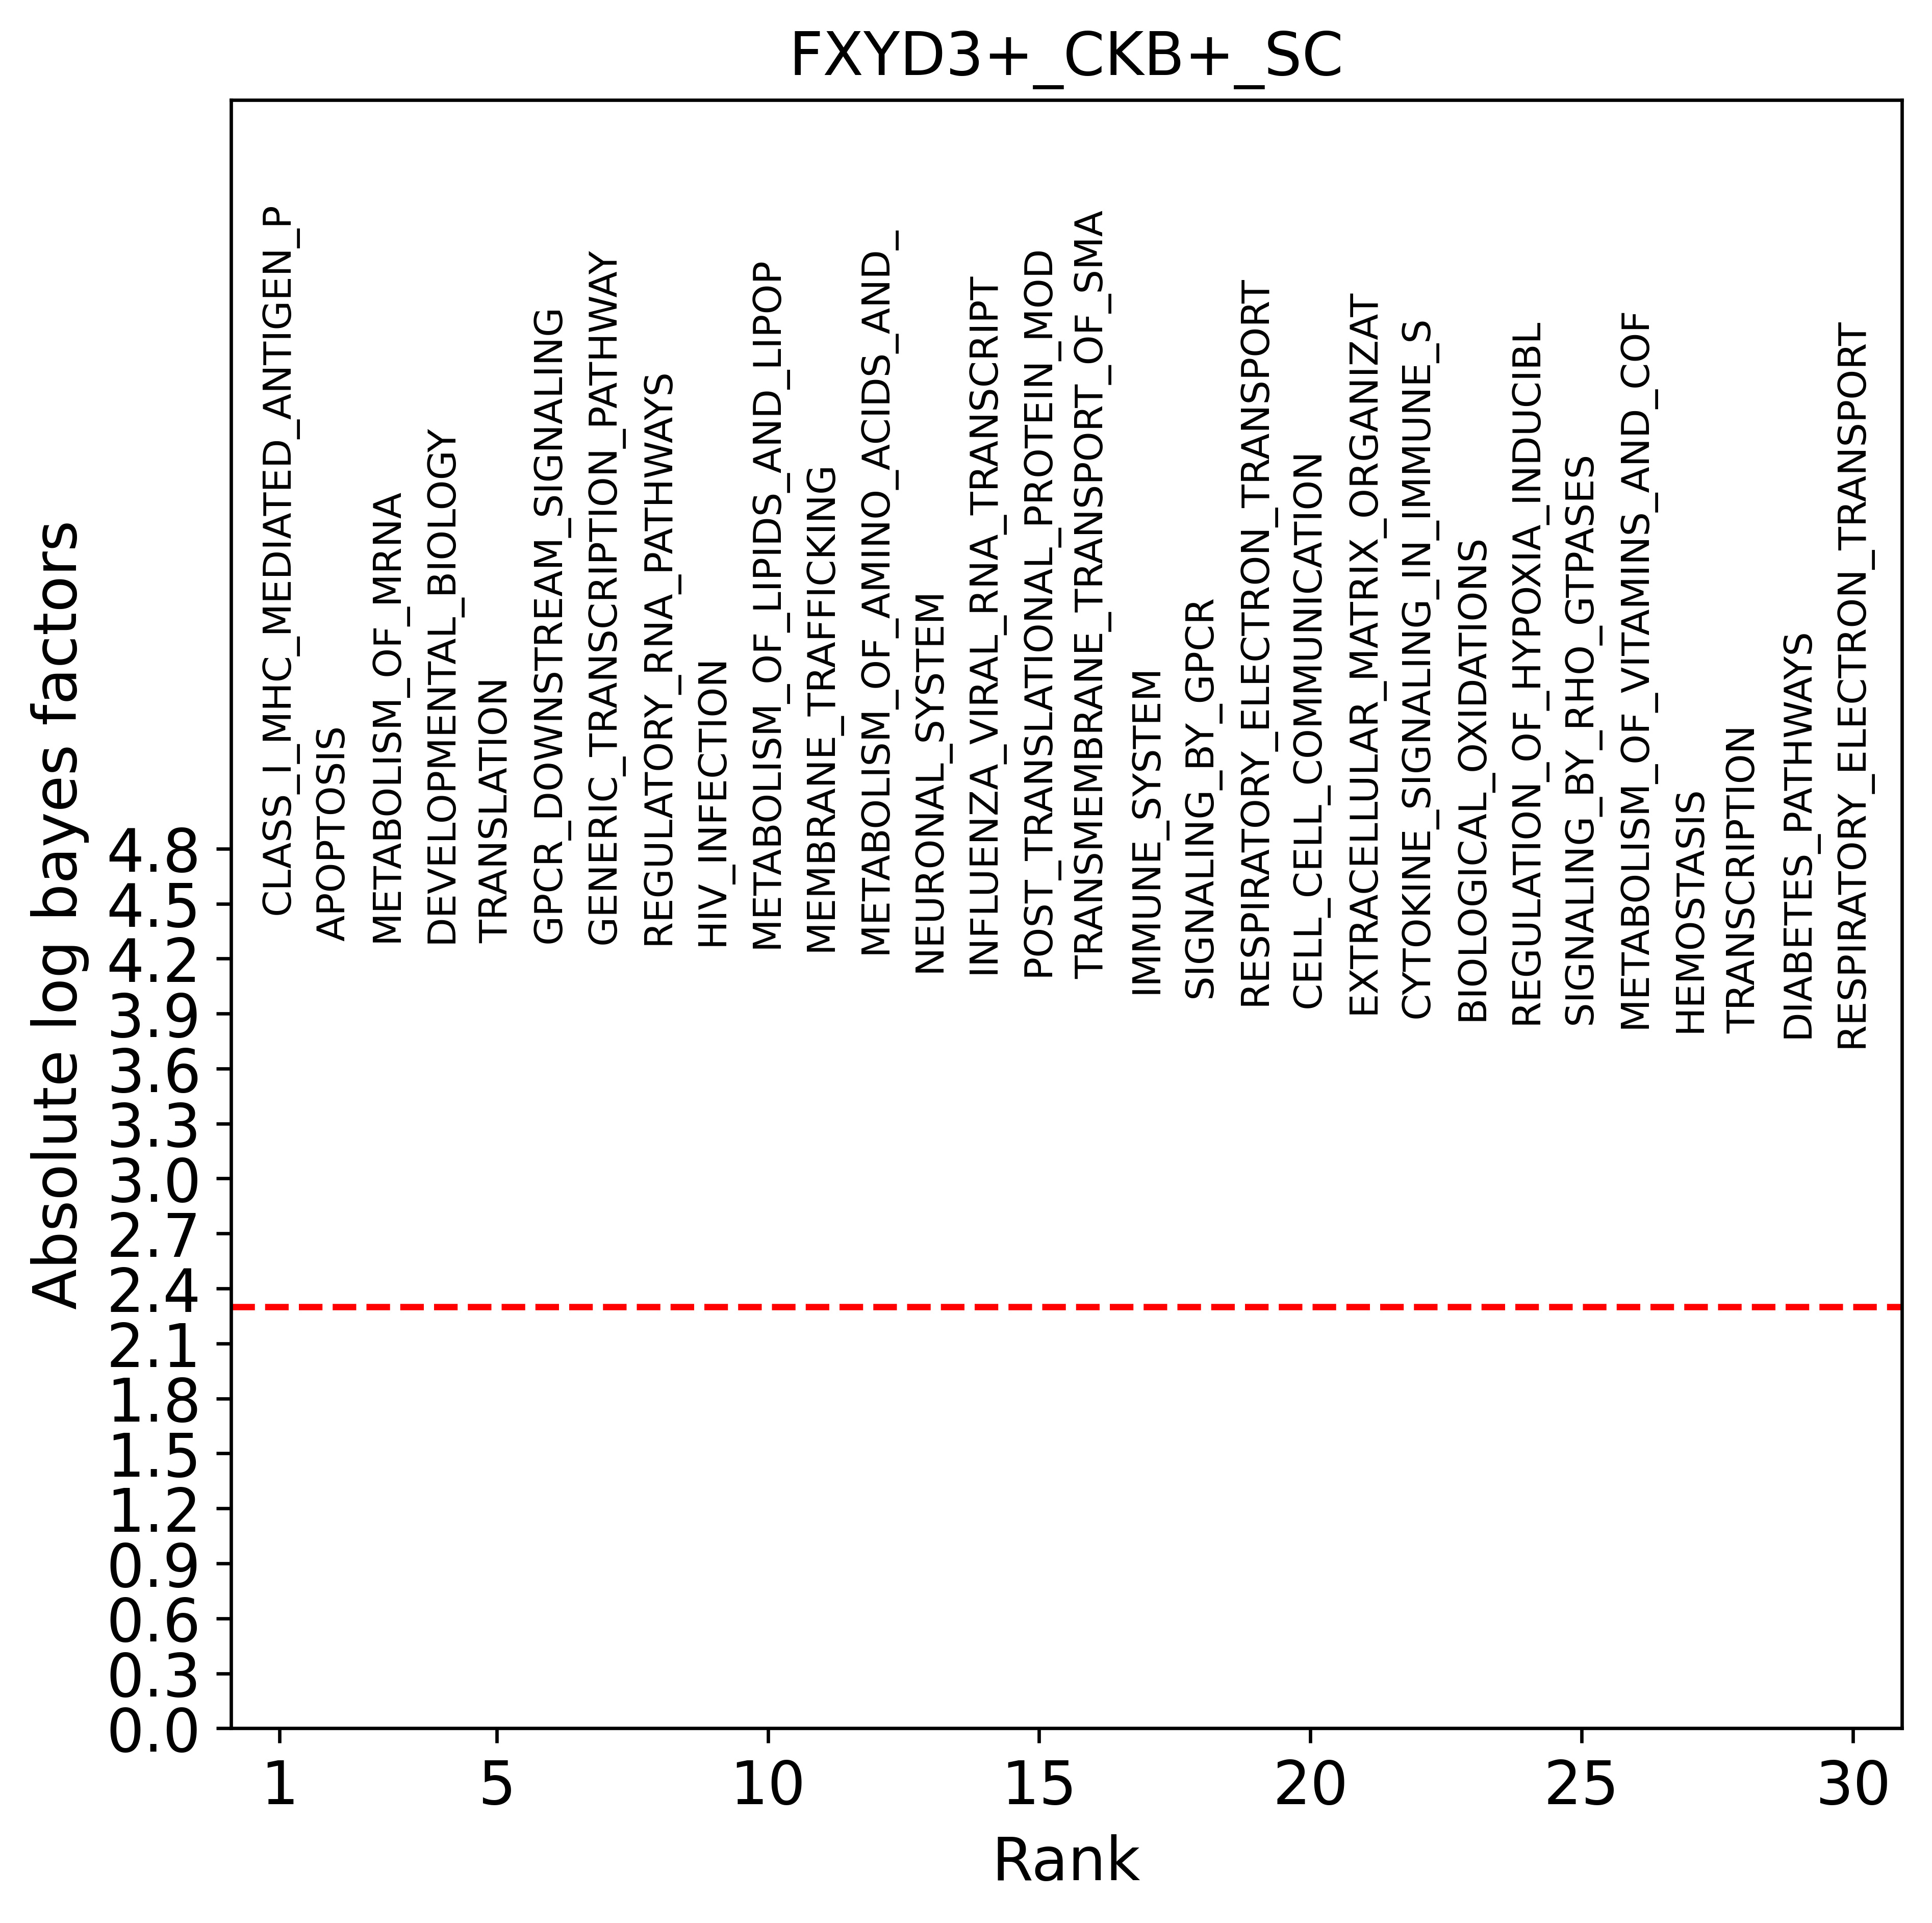 FXYD3+_CKB+_SC
Absolute log bayes factors
4.8
4.5
4.2
3.9
3.6
3.3
3.0
2.7
2.4
2.1
1.8
1.5
1.2
0.9
0.6
0.3
0.0
CLASS_I_MHC_MEDIATED_ANTIGEN_P
APOPTOSIS
METABOLISM_OF_MRNA
DEVELOPMENTAL_BIOLOGY
TRANSLATION
GPCR_DOWNSTREAM_SIGNALING
GENERIC_TRANSCRIPTION_PATHWAY
REGULATORY_RNA_PATHWAYS
HIV_INFECTION
METABOLISM_OF_LIPIDS_AND_LIPOP
MEMBRANE_TRAFFICKING
METABOLISM_OF_AMINO_ACIDS_AND_
NEURONAL_SYSTEM
INFLUENZA_VIRAL_RNA_TRANSCRIPT
POST_TRANSLATIONAL_PROTEIN_MOD
TRANSMEMBRANE_TRANSPORT_OF_SMA
IMMUNE_SYSTEM
SIGNALING_BY_GPCR
RESPIRATORY_ELECTRON_TRANSPORT
CELL_CELL_COMMUNICATION
EXTRACELLULAR_MATRIX_ORGANIZAT
CYTOKINE_SIGNALING_IN_IMMUNE_S
BIOLOGICAL_OXIDATIONS
REGULATION_OF_HYPOXIA_INDUCIBL
SIGNALING_BY_RHO_GTPASES
METABOLISM_OF_VITAMINS_AND_COF
HEMOSTASIS
TRANSCRIPTION
DIABETES_PATHWAYS
RESPIRATORY_ELECTRON_TRANSPORT
1 5 10 15 20 25 30
Rank